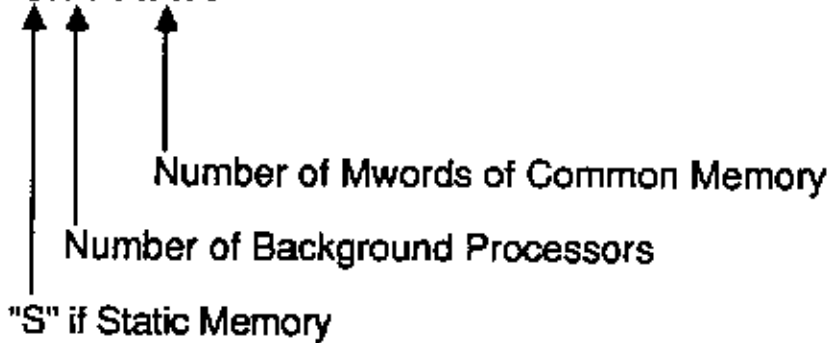 Number of Mwords of Common Memory
Number of Background Processors
"S" if Static Memory